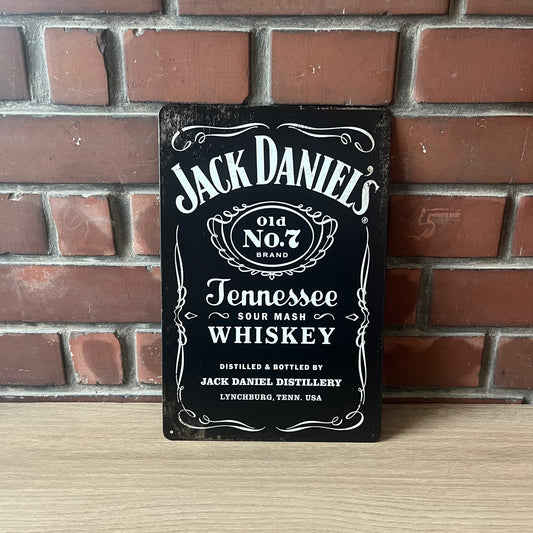 JACK DANIEL'S
®
Old
No.7
BRAND
Tennessee
SOUR MASH
WHISKEY
DISTILLED & BOTTLED BY
JACK DANIEL DISTILLERY
LYNCHBURG, TENN. USA